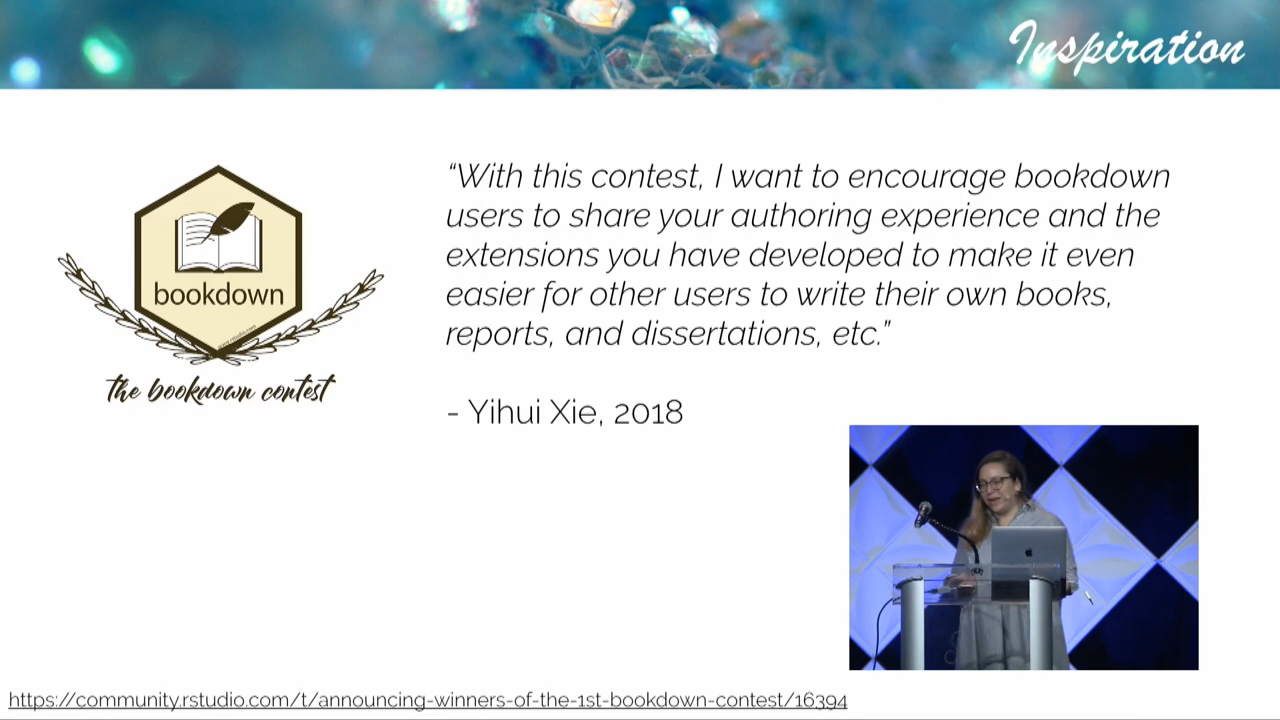 Inspiration
“With this contest, I want to encourage bookdown
users to share your authoring experience and the
extensions you have developed to make it even
easier for other users to write their own books,
reports, and dissertations, etc.”
- Yihui Xie, 2018
bookdown
the bookdown contest
https://community.rstudio.com/t/announcing-winners-of-the-1st-bookdown-contest/16394